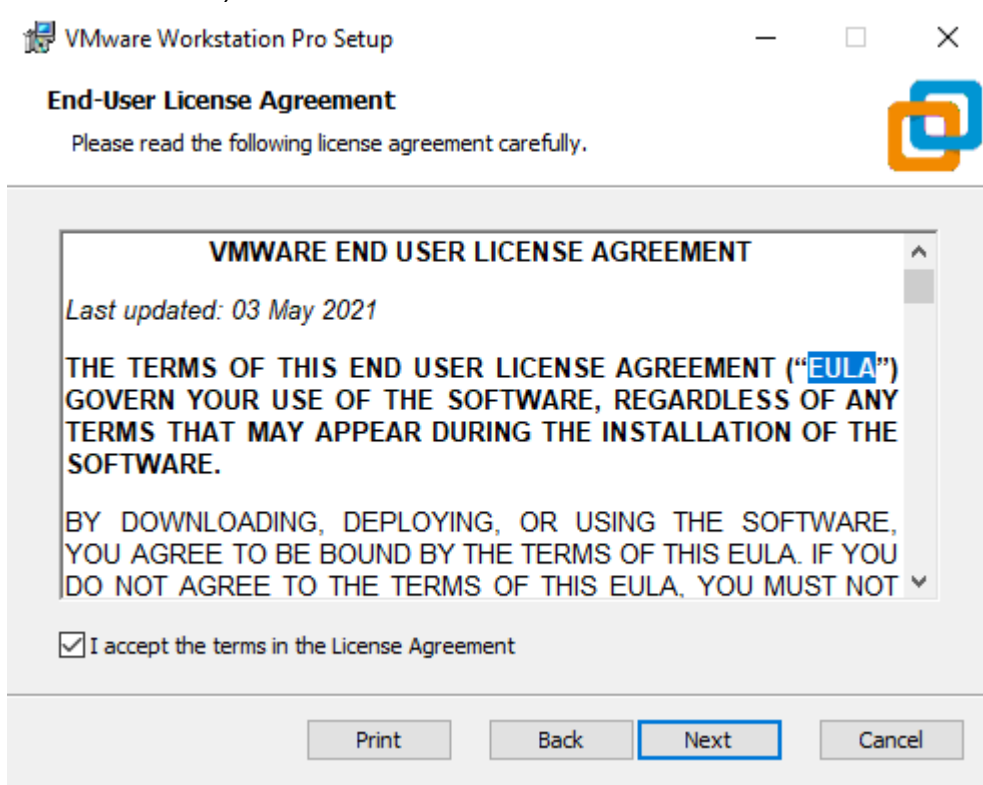 VMware Workstation Pro Setup
End-User License Agreement
Please read the following license agreement carefully.
VMWARE END USER LICENSE AGREEMENT
Last updated: 03 May 2021
THE TERMS OF THIS END USER LICENSE AGREEMENT (“EULA”)
GOVERN YOUR USE OF THE SOFTWARE, REGARDLESS OF ANY
TERMS THAT MAY APPEAR DURING THE INSTALLATION OF THE
SOFTWARE.
BY DOWNLOADING, DEPLOYING, OR USING THE SOFTWARE,
YOU AGREE TO BE BOUND BY THE TERMS OF THIS EULA. IF YOU
DO NOT AGREE TO THE TERMS OF THIS EULA, YOU MUST NOT
I accept the terms in the License Agreement
Print Back Next Cancel